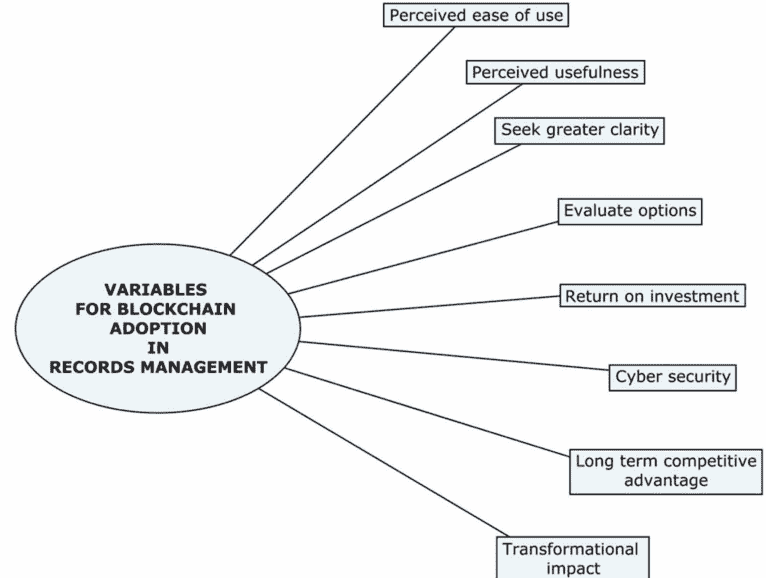 Perceived ease of use
Perceived usefulness
Seek greater clarity
Evaluate options
VARIABLES
FOR BLOCKCHAIN
ADOPTION
IN
RECORDS MANAGEMENT
Return on investment
Cyber security
Long term competitive
advantage
Transformational
impact